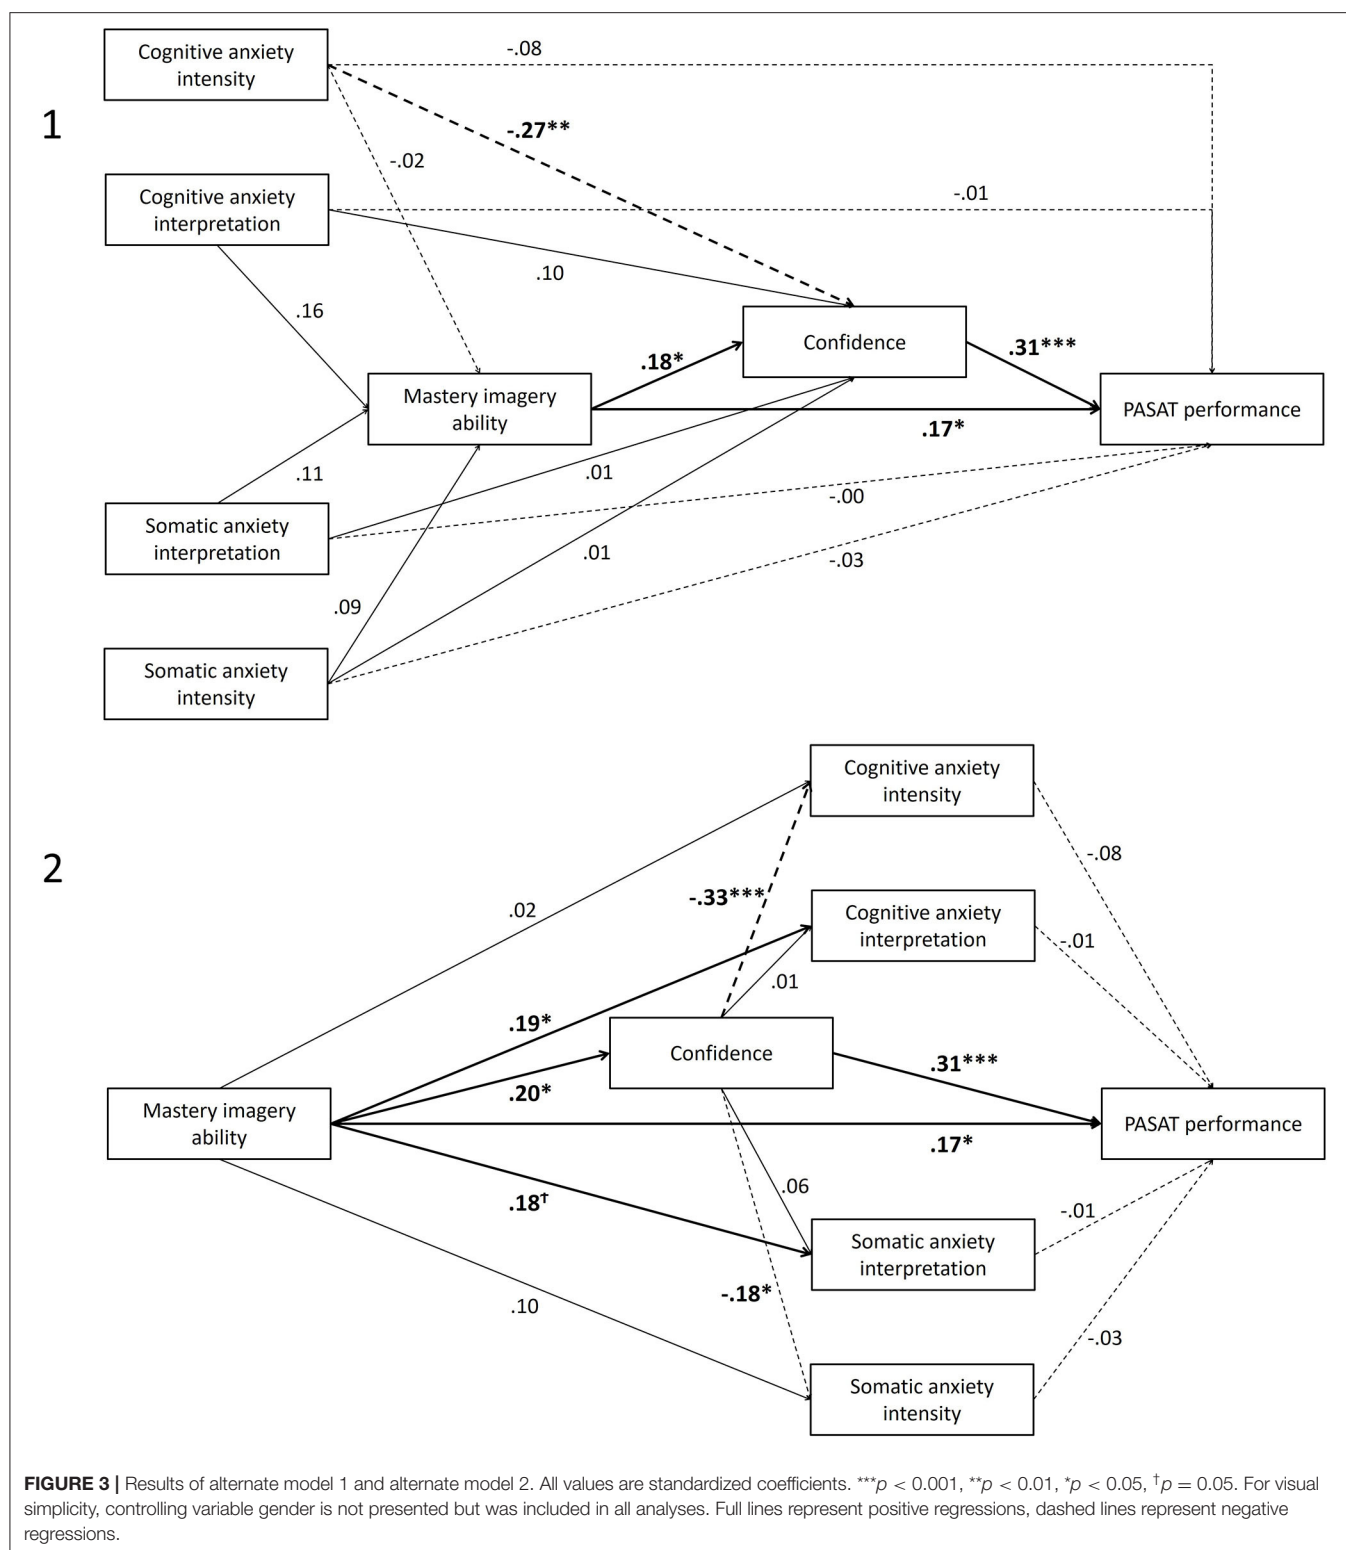 Cognitive anxiety
intensity
-.08
1
-.27**
-.02
Cognitive anxiety
interpretation
-.01
.10
.16
Confidence
.18*
.31***
Mastery imagery
ability
PASAT performance
.17*
.11
.01
-.00
Somatic anxiety
interpretation
.01
-.03
.09
Somatic anxiety
intensity
Cognitive anxiety
intensity
2
-.08
-.33***
.02
Cognitive anxiety
interpretation
-.01
.01
.19*
Confidence
.31***
.20*
Mastery imagery
ability
PASAT performance
.17*
.06
.18†
-.01
Somatic anxiety
interpretation
-.18*
.10
-.03
Somatic anxiety
intensity
FIGURE 3 | Results of alternate model 1 and alternate model 2. All values are standardized coefficients. ***p < 0.001, **p < 0.01, *p < 0.05, †p = 0.05. For visual
simplicity, controlling variable gender is not presented but was included in all analyses. Full lines represent positive regressions, dashed lines represent negative
regressions.